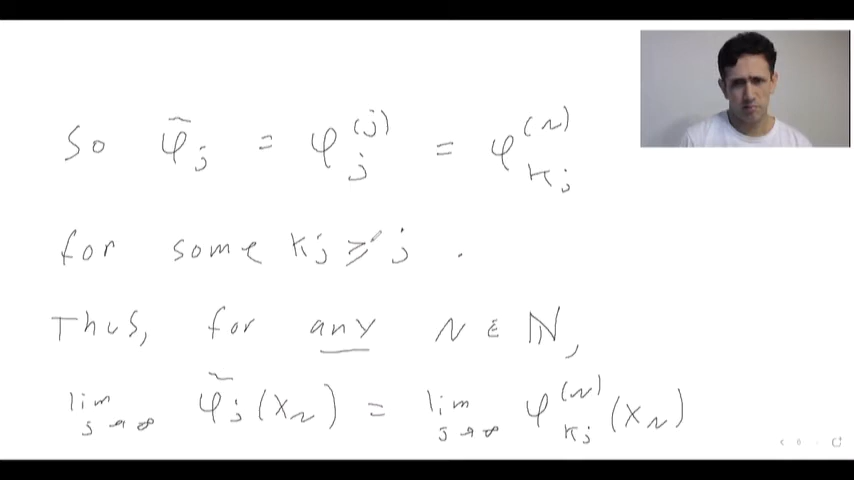 So φ̃_j = φ_j^(j) = φ_{k_j}^(n)
for some k_j ≥ j .
Thus, for any n ∈ ℕ,
lim_{j→∞} φ̃_j(x_n) = lim_{j→∞} φ_{k_j}^(n)(x_n)